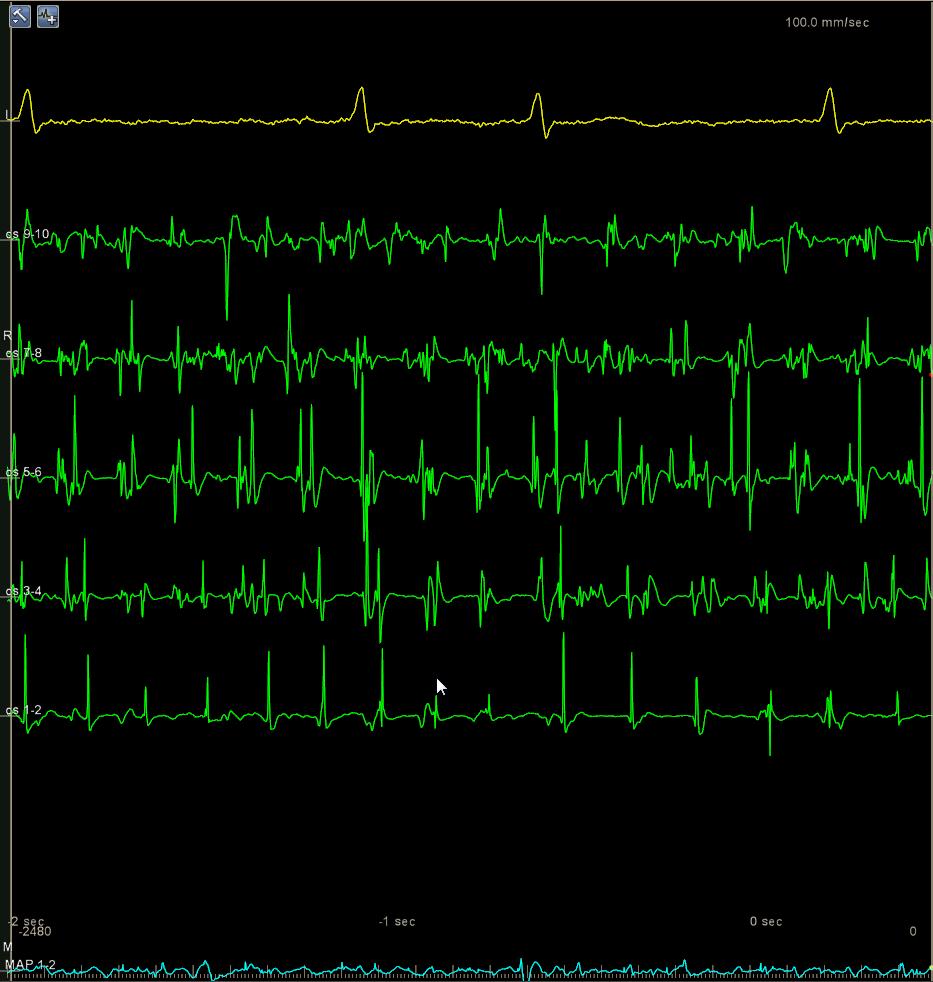 100.0 mm/sec
cs 9-10
R
cs 7-8
cs 5-6
cs 3-4
cs 1-2
-2 sec
-1 sec
0 sec
-2480
0
M
MAP 1-2